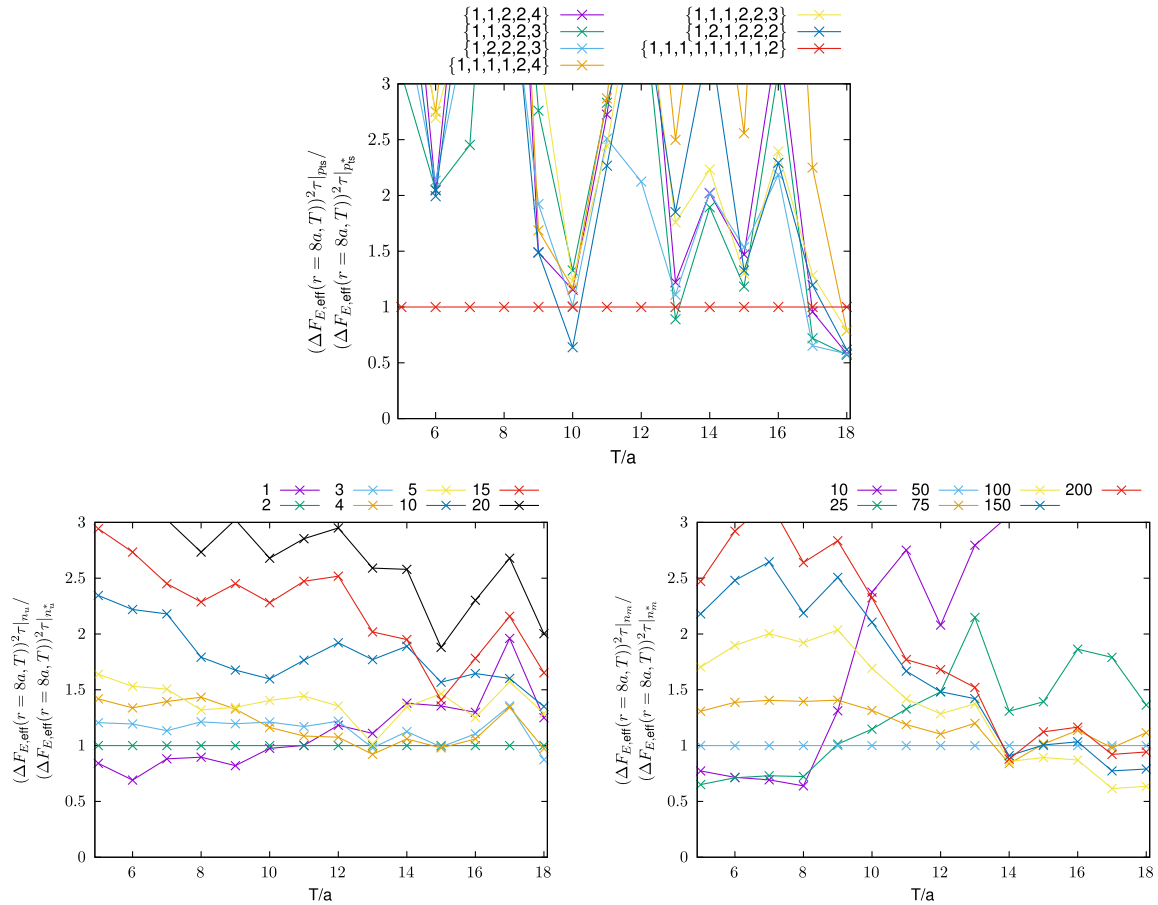 {1,1,2,2,4}
{1,1,3,2,3}
{1,2,2,2,3}
{1,1,1,1,2,4}
{1,1,1,2,2,3}
{1,2,1,2,2,2}
{1,1,1,1,1,1,1,1,2}
(ΔF_{E,eff}(r = 8a, T))²τ|_{p_ts}/
(ΔF_{E,eff}(r = 8a, T))²τ|_{p*_ts}
3
2.5
2
1.5
1
0.5
0
6 8 10 12 14 16 18
T/a
1 3 5 15
2 4 10 20
(ΔF_{E,eff}(r = 8a, T))²τ|_{n_u}/
(ΔF_{E,eff}(r = 8a, T))²τ|_{n*_u}
3
2.5
2
1.5
1
0.5
0
6 8 10 12 14 16 18
T/a
10 50 100 200
25 75 150
(ΔF_{E,eff}(r = 8a, T))²τ|_{n_m}/
(ΔF_{E,eff}(r = 8a, T))²τ|_{n*_m}
3
2.5
2
1.5
1
0.5
0
6 8 10 12 14 16 18
T/a